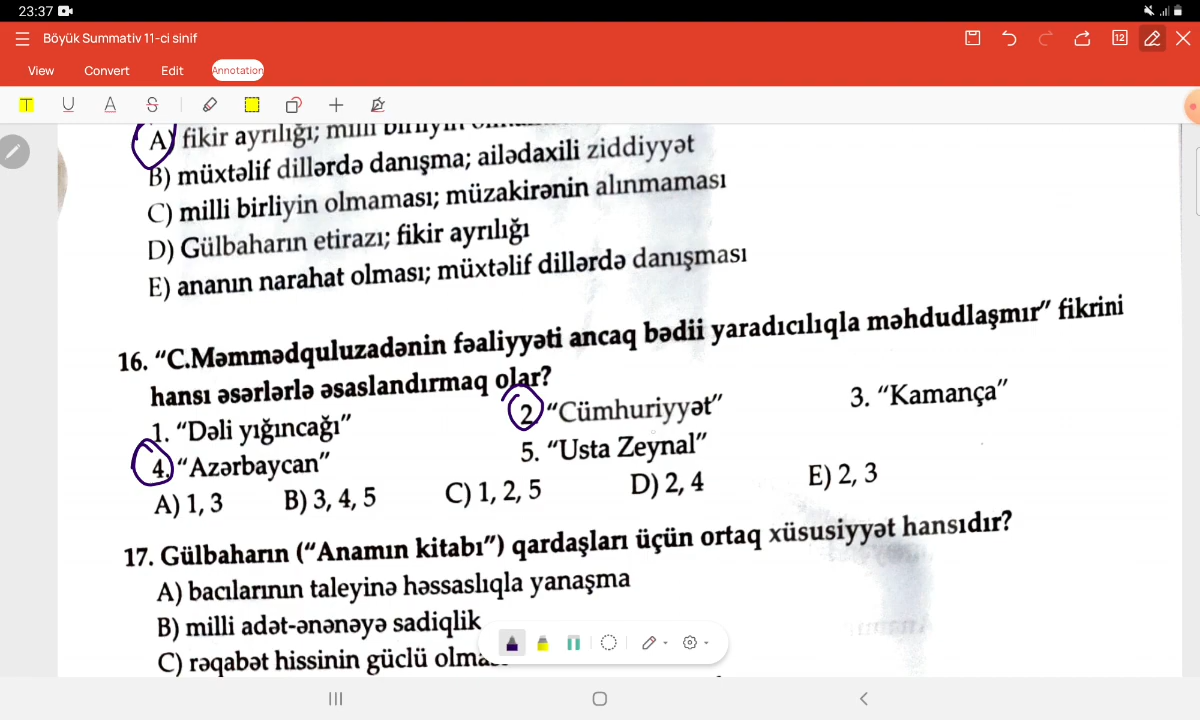 23:37
Böyük Summativ 11-ci sinif
12
View Convert Edit Annotation
T U A S
A) fikir ayrılığı; milli birliyin
B) müxtəlif dillərdə danışma; ailədaxili ziddiyyət
C) milli birliyin olmaması; müzakirənin alınmaması
D) Gülbaharın etirazı; fikir ayrılığı
E) ananın narahat olması; müxtəlif dillərdə danışması
16. “C.Məmmədquluzadənin fəaliyyəti ancaq bədii yaradıcılıqla məhdudlaşmır” fikrini
hansı əsərlərlə əsaslandırmaq olar?
1. “Dəli yığıncağı” 2. “Cümhuriyyət” 3. “Kamança”
4. “Azərbaycan” 5. “Usta Zeynal”
A) 1, 3 B) 3, 4, 5 C) 1, 2, 5 D) 2, 4 E) 2, 3
17. Gülbaharın (“Anamın kitabı”) qardaşları üçün ortaq xüsusiyyət hansıdır?
A) bacılarının taleyinə həssaslıqla yanaşma
B) milli adət-ənənəyə sadiqlik
C) rəqabət hissinin güclü